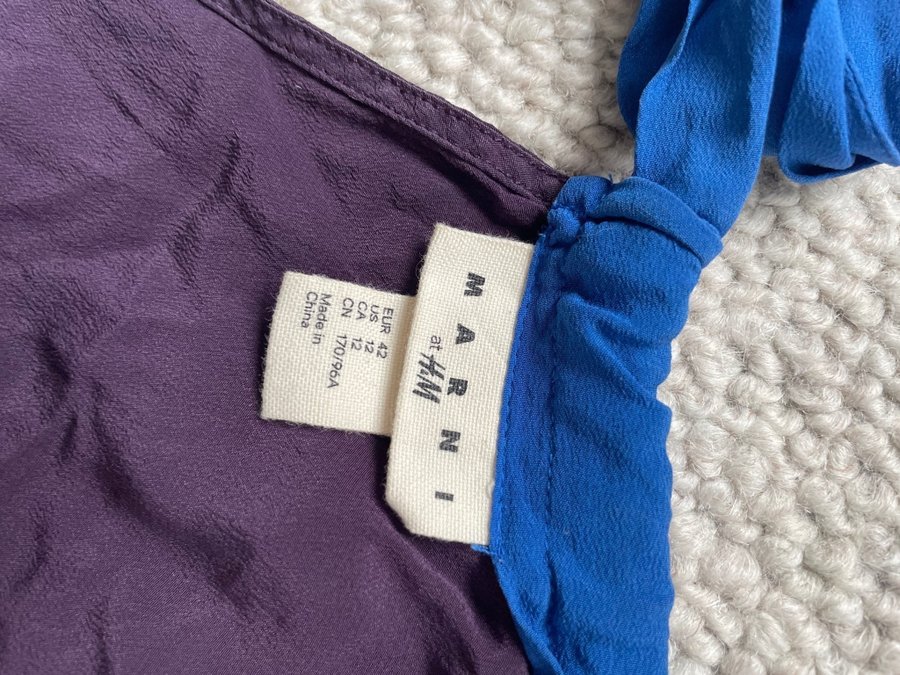 MARNI
at H&M
EUR 42
US 12
CA 12
CN 170/96A
Made in
China